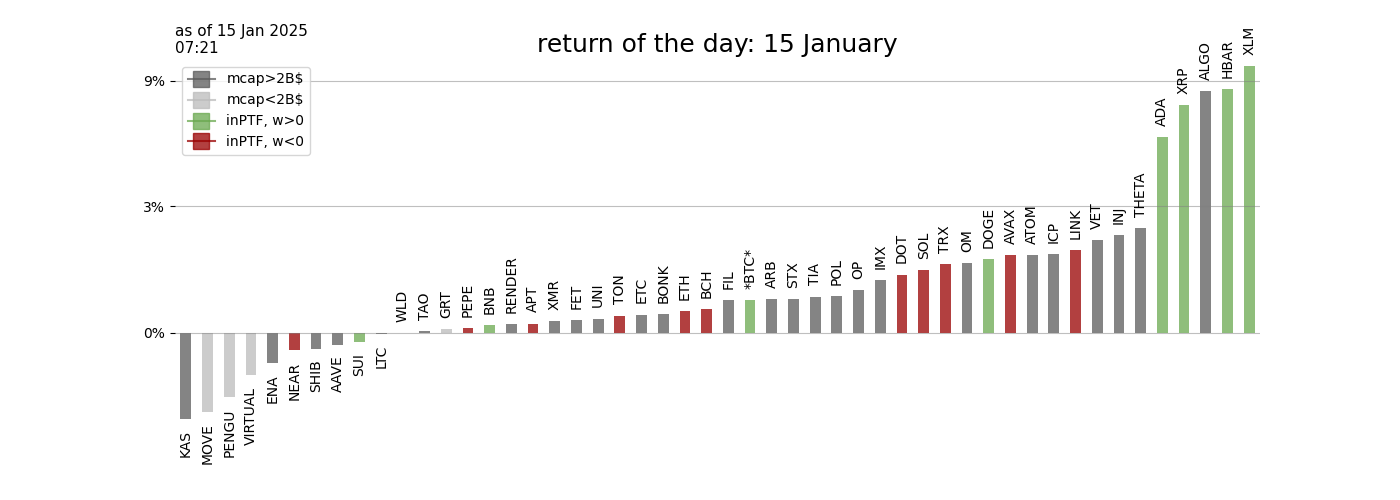 as of 15 Jan 2025
07:21
return of the day: 15 January
mcap>2B$
mcap<2B$
inPTF, w>0
inPTF, w<0
9%
3%
0%
KAS
MOVE
PENGU
VIRTUAL
ENA
NEAR
SHIB
AAVE
SUI
LTC
WLD
TAO
GRT
PEPE
BNB
RENDER
APT
XMR
FET
UNI
TON
ETC
BONK
ETH
BCH
FIL
*BTC*
ARB
STX
TIA
POL
OP
IMX
DOT
SOL
TRX
OM
DOGE
AVAX
ATOM
ICP
LINK
VET
INJ
THETA
ADA
XRP
ALGO
HBAR
XLM